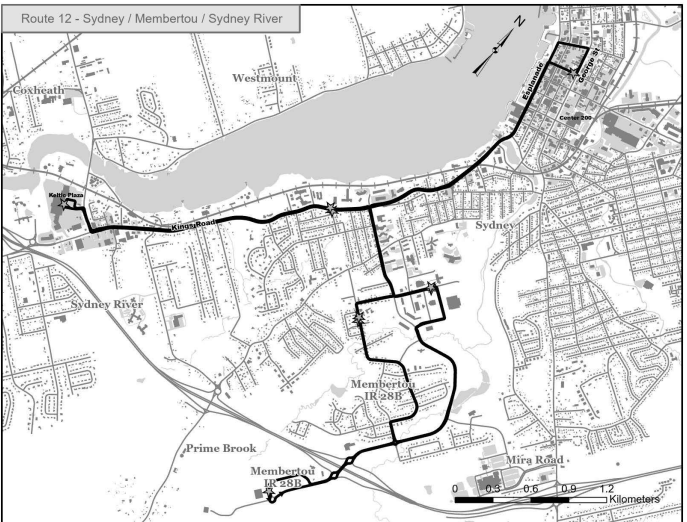 Route 12 - Sydney / Membertou / Sydney River
N
Westmount
Coxheath
Esplanade
George St
Center 200
Keltic Plaza
Kings Road
Sydney
Sydney River
Membertou
IR 28B
Prime Brook
Membertou
IR 28B
Mira Road
0 0.3 0.6 0.9 1.2
Kilometers